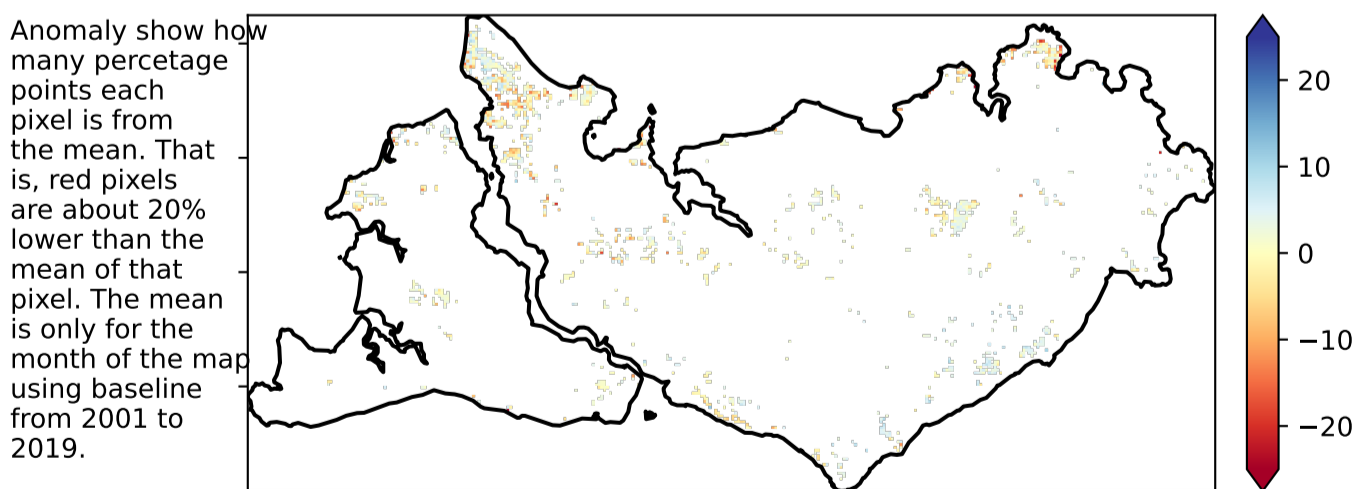 Anomaly show how
many percetage
points each
pixel is from
the mean. That
is, red pixels
are about 20%
lower than the
mean of that
pixel. The mean
is only for the
month of the map
using baseline
from 2001 to
2019.
20
10
0
−10
−20